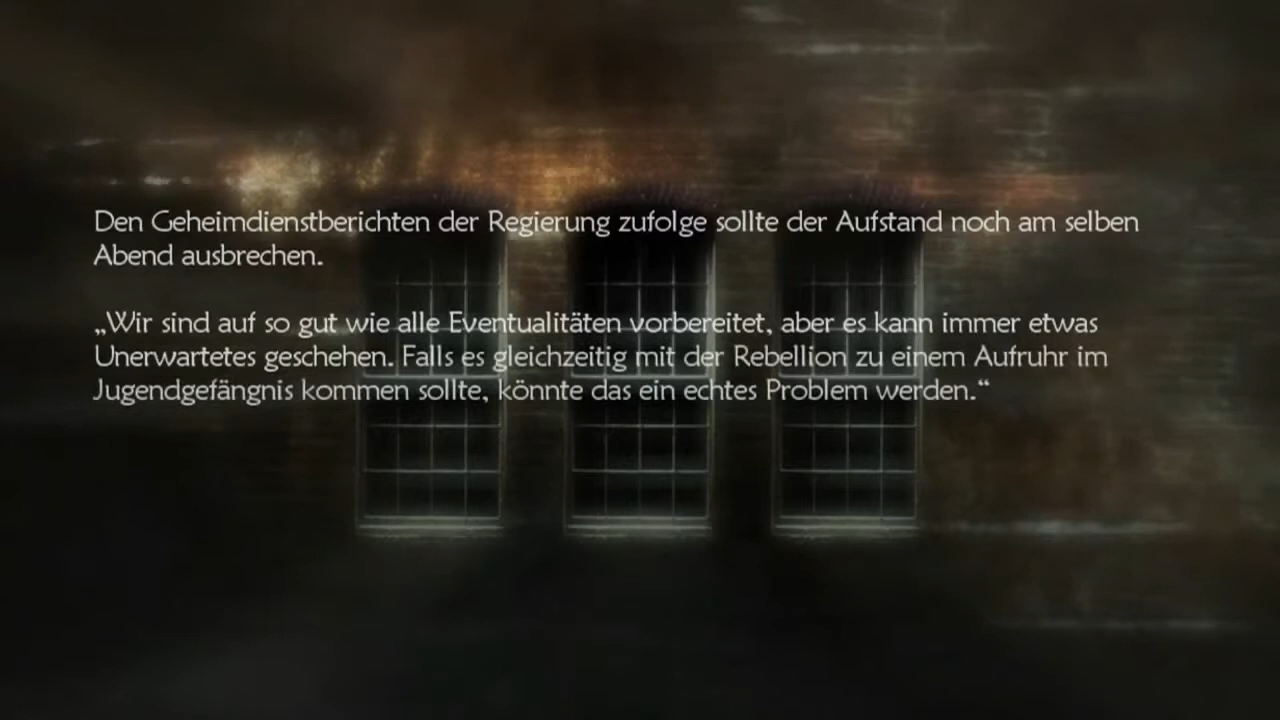 Den Geheimdienstberichten der Regierung zufolge sollte der Aufstand noch am selben
Abend ausbrechen.
„Wir sind auf so gut wie alle Eventualitäten vorbereitet, aber es kann immer etwas
Unerwartetes geschehen. Falls es gleichzeitig mit der Rebellion zu einem Aufruhr im
Jugendgefängnis kommen sollte, könnte das ein echtes Problem werden.“